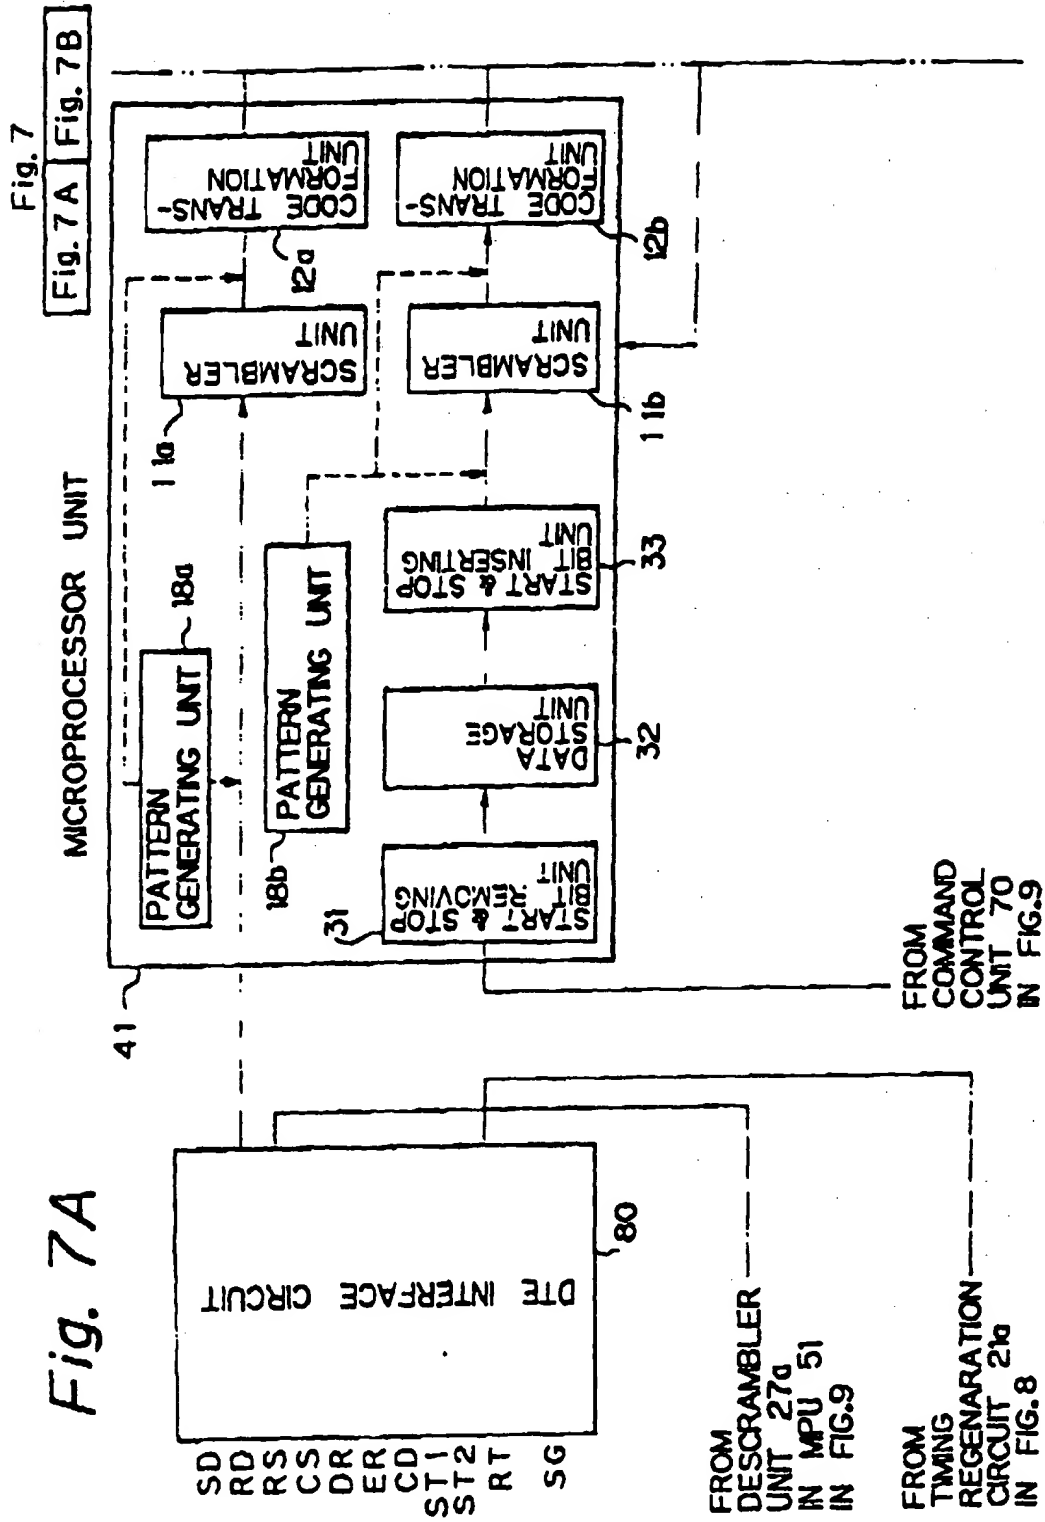 Fig. 7A
Fig. 7
Fig. 7A Fig. 7B
MICROPROCESSOR UNIT
41
PATTERN
GENERATING UNIT
18a
11a
SCRAMBLER
UNIT
12a
CODE TRANS-
FORMATION
UNIT
18b
PATTERN
GENERATING UNIT
31
START & STOP
BIT REMOVING
UNIT
DATA
STORAGE
UNIT
32
START & STOP
BIT INSERTING
UNIT
33
SCRAMBLER
UNIT
11b
CODE TRANS-
FORMATION
UNIT
12b
SD
RD
RS
CS
DR
ER
CD
ST1
ST2
RT
SG
DTE INTERFACE CIRCUIT
80
FROM
DESCRAMBLER
UNIT 27a
IN MPU 51
IN FIG.9
FROM
TIMING
REGENARATION
CIRCUIT 21a
IN FIG.8
FROM
COMMAND
CONTROL
UNIT 70
IN FIG.9